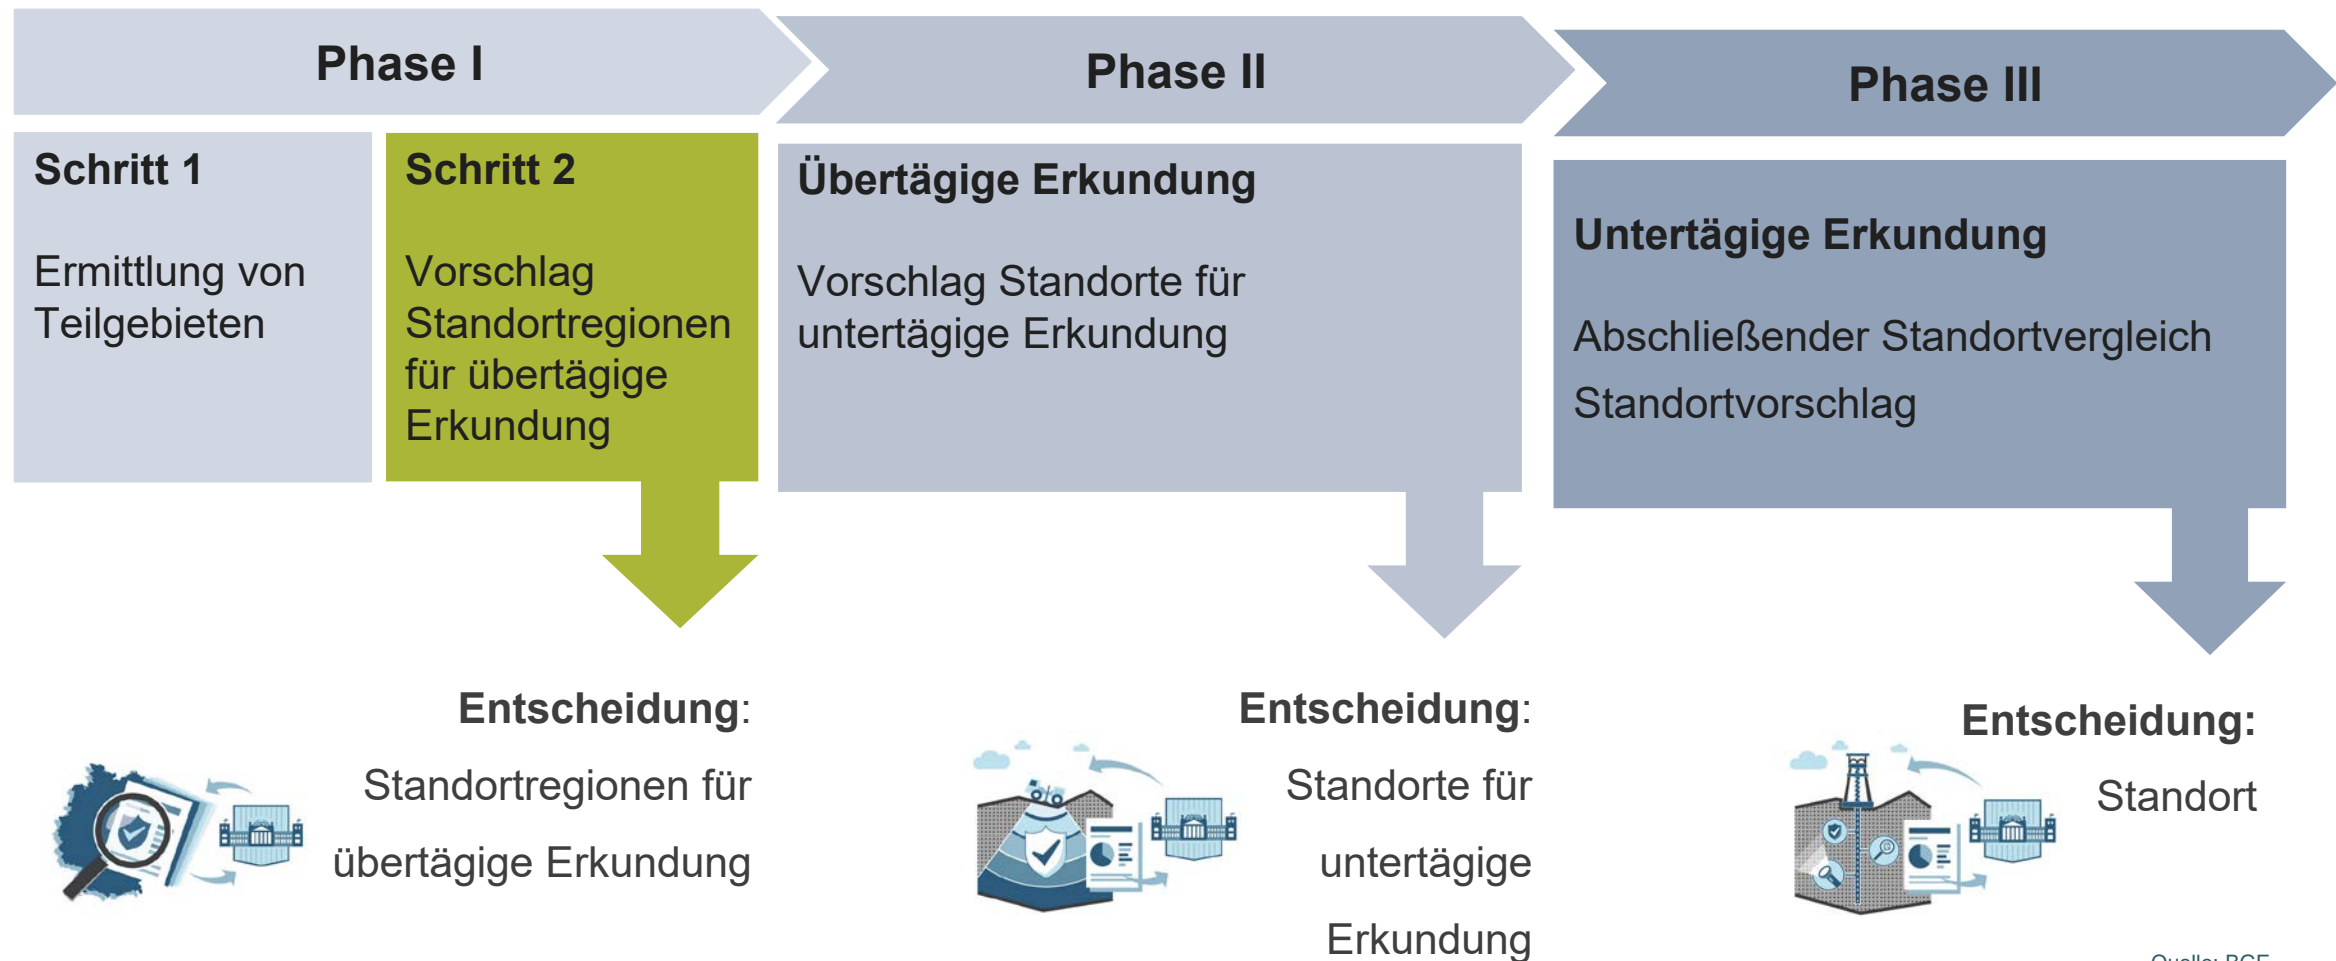 Phase I
Phase II
Phase III
Schritt 1
Ermittlung von
Teilgebieten
Schritt 2
Vorschlag
Standortregionen
für übertägige
Erkundung
Übertägige Erkundung
Vorschlag Standorte für
untertägige Erkundung
Untertägige Erkundung
Abschließender Standortvergleich
Standortvorschlag
Entscheidung:
Standortregionen für
übertägige Erkundung
Entscheidung:
Standorte für
untertägige
Erkundung
Entscheidung:
Standort
Quelle: BGE